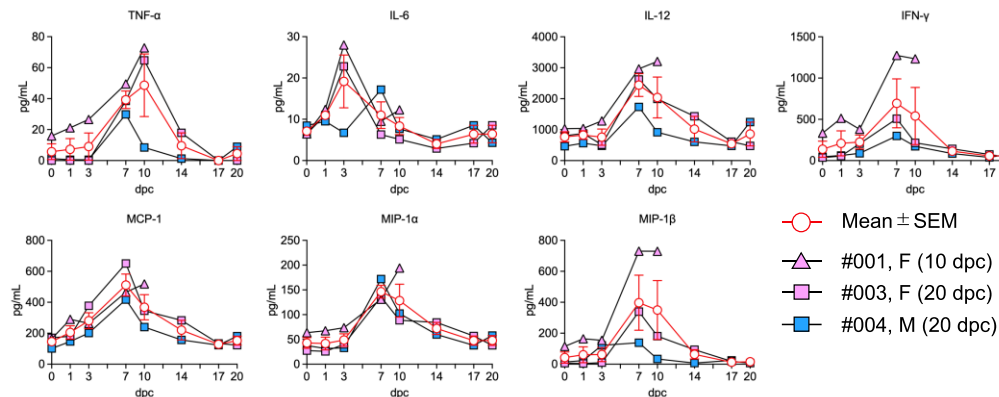 TNF-α
IL-6
IL-12
IFN-γ
pg/mL
80
60
40
20
0
0 1 3 7 10 14 17 20
dpc
pg/mL
30
20
10
0
0 1 3 7 10 14 17 20
dpc
pg/mL
4000
3000
2000
1000
0
0 1 3 7 10 14 17 20
dpc
pg/mL
1500
1000
500
0
0 1 3 7 10 14 17
dpc
MCP-1
MIP-1α
MIP-1β
pg/mL
800
600
400
200
0
0 1 3 7 10 14 17 20
dpc
pg/mL
250
200
150
100
50
0
0 1 3 7 10 14 17 20
dpc
pg/mL
800
600
400
200
0
0 1 3 7 10 14 17 20
dpc
Mean ± SEM
#001, F (10 dpc)
#003, F (20 dpc)
#004, M (20 dpc)